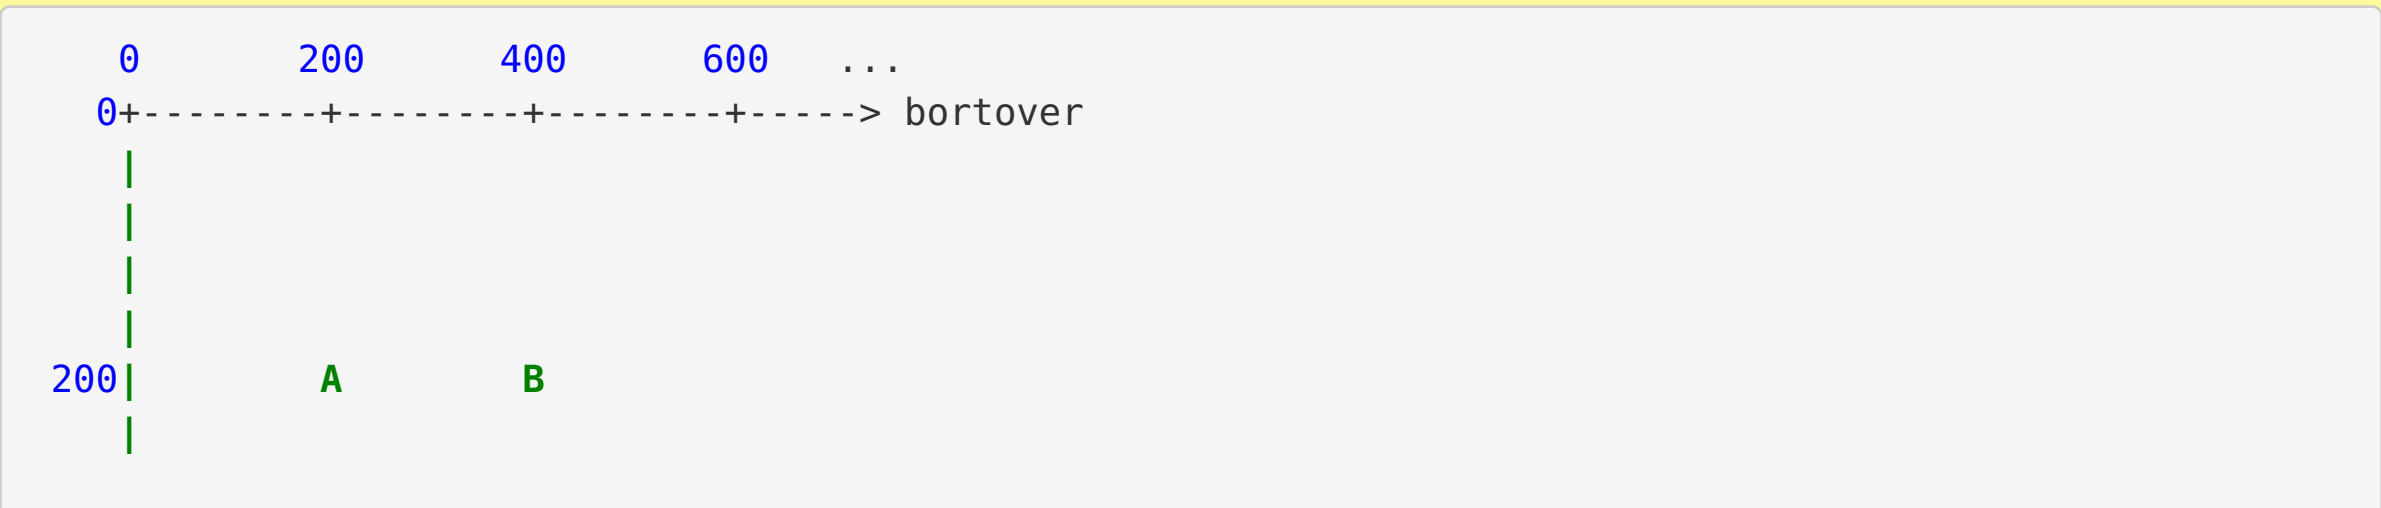 0       200      400      600   ...
0+--------+--------+--------+-----> bortover
|
|
|
|
200|        A        B
|